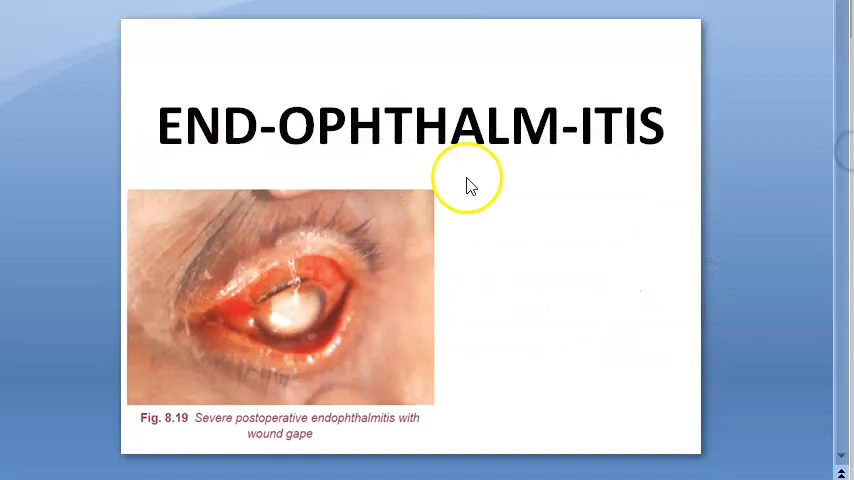 END-OPHTHALM-ITIS
Fig. 8.19 Severe postoperative endophthalmitis with
wound gape